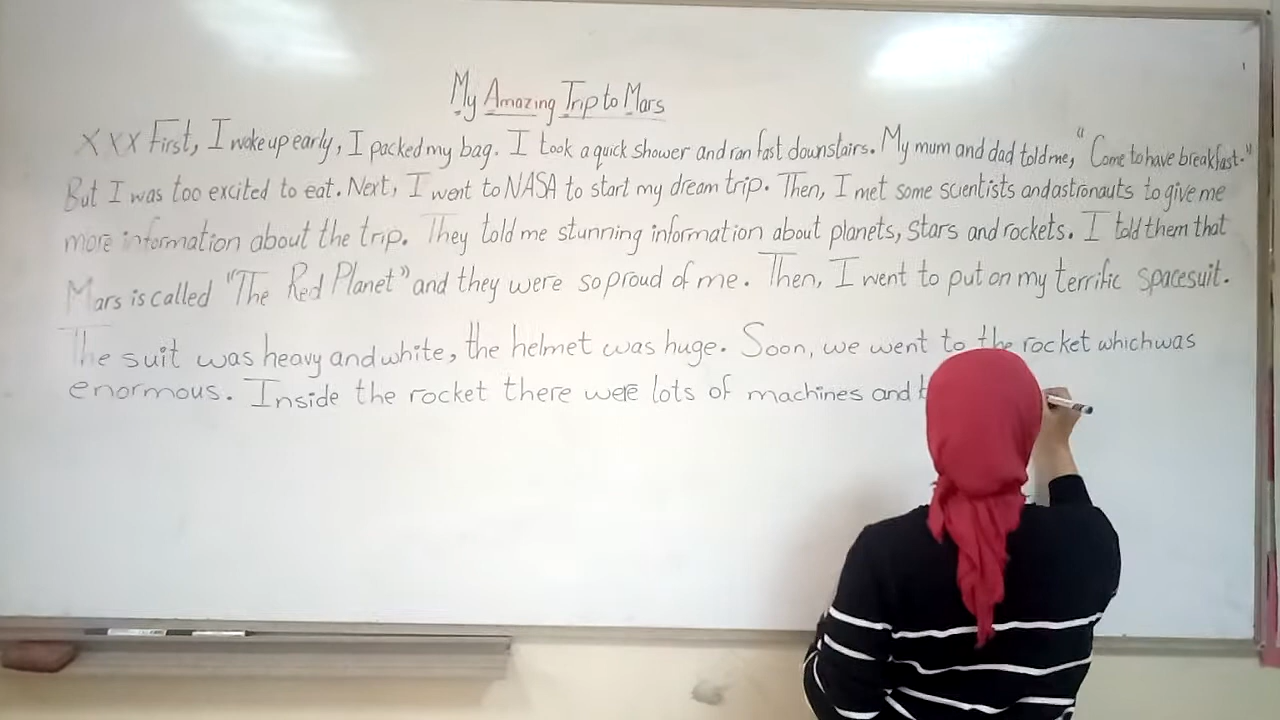 My Amazing Trip to Mars
X X X First, I woke up early, I packed my bag. I took a quick shower and ran fast downstairs. My mum and dad told me, "Come to have breakfast."
But I was too excited to eat. Next, I went to NASA to start my dream trip. Then, I met some scientists and astronauts to give me
more information about the trip. They told me stunning information about planets, stars and rockets. I told them that
Mars is called "The Red Planet" and they were so proud of me. Then, I went to put on my terrific spacesuit.
The suit was heavy and white, the helmet was huge. Soon, we went to the rocket which was
enormous. Inside the rocket there were lots of machines and